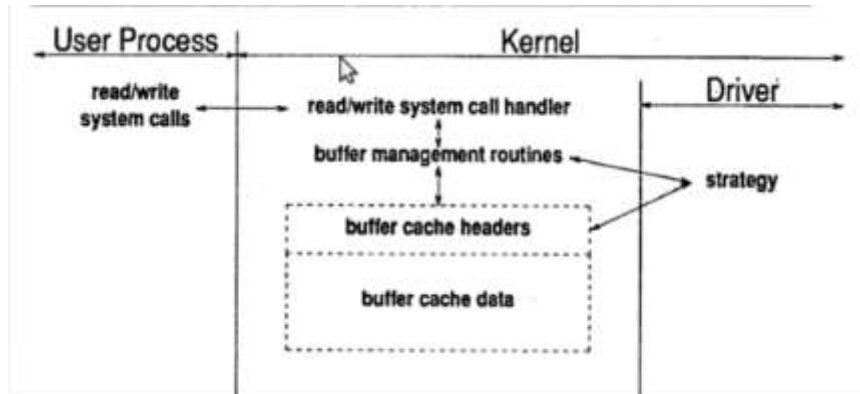 User Process
Kernel
Driver
read/write
system calls
read/write system call handler
buffer management routines
strategy
buffer cache headers
buffer cache data